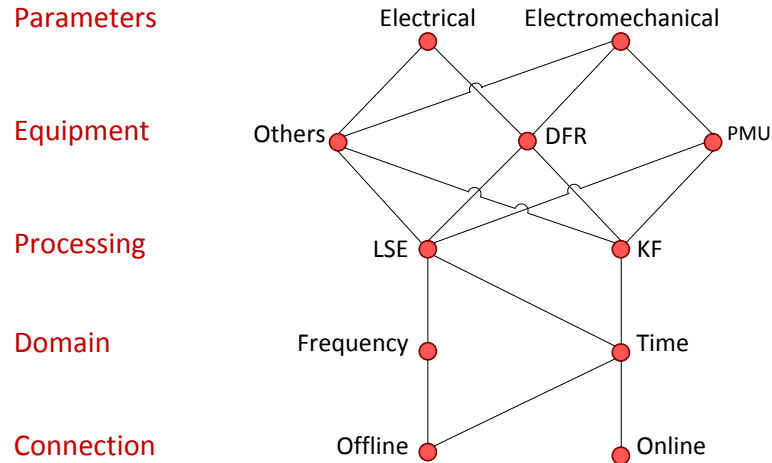 Parameters
Electrical
Electromechanical
Equipment
Others
DFR
PMU
Processing
LSE
KF
Domain
Frequency
Time
Connection
Offline
Online